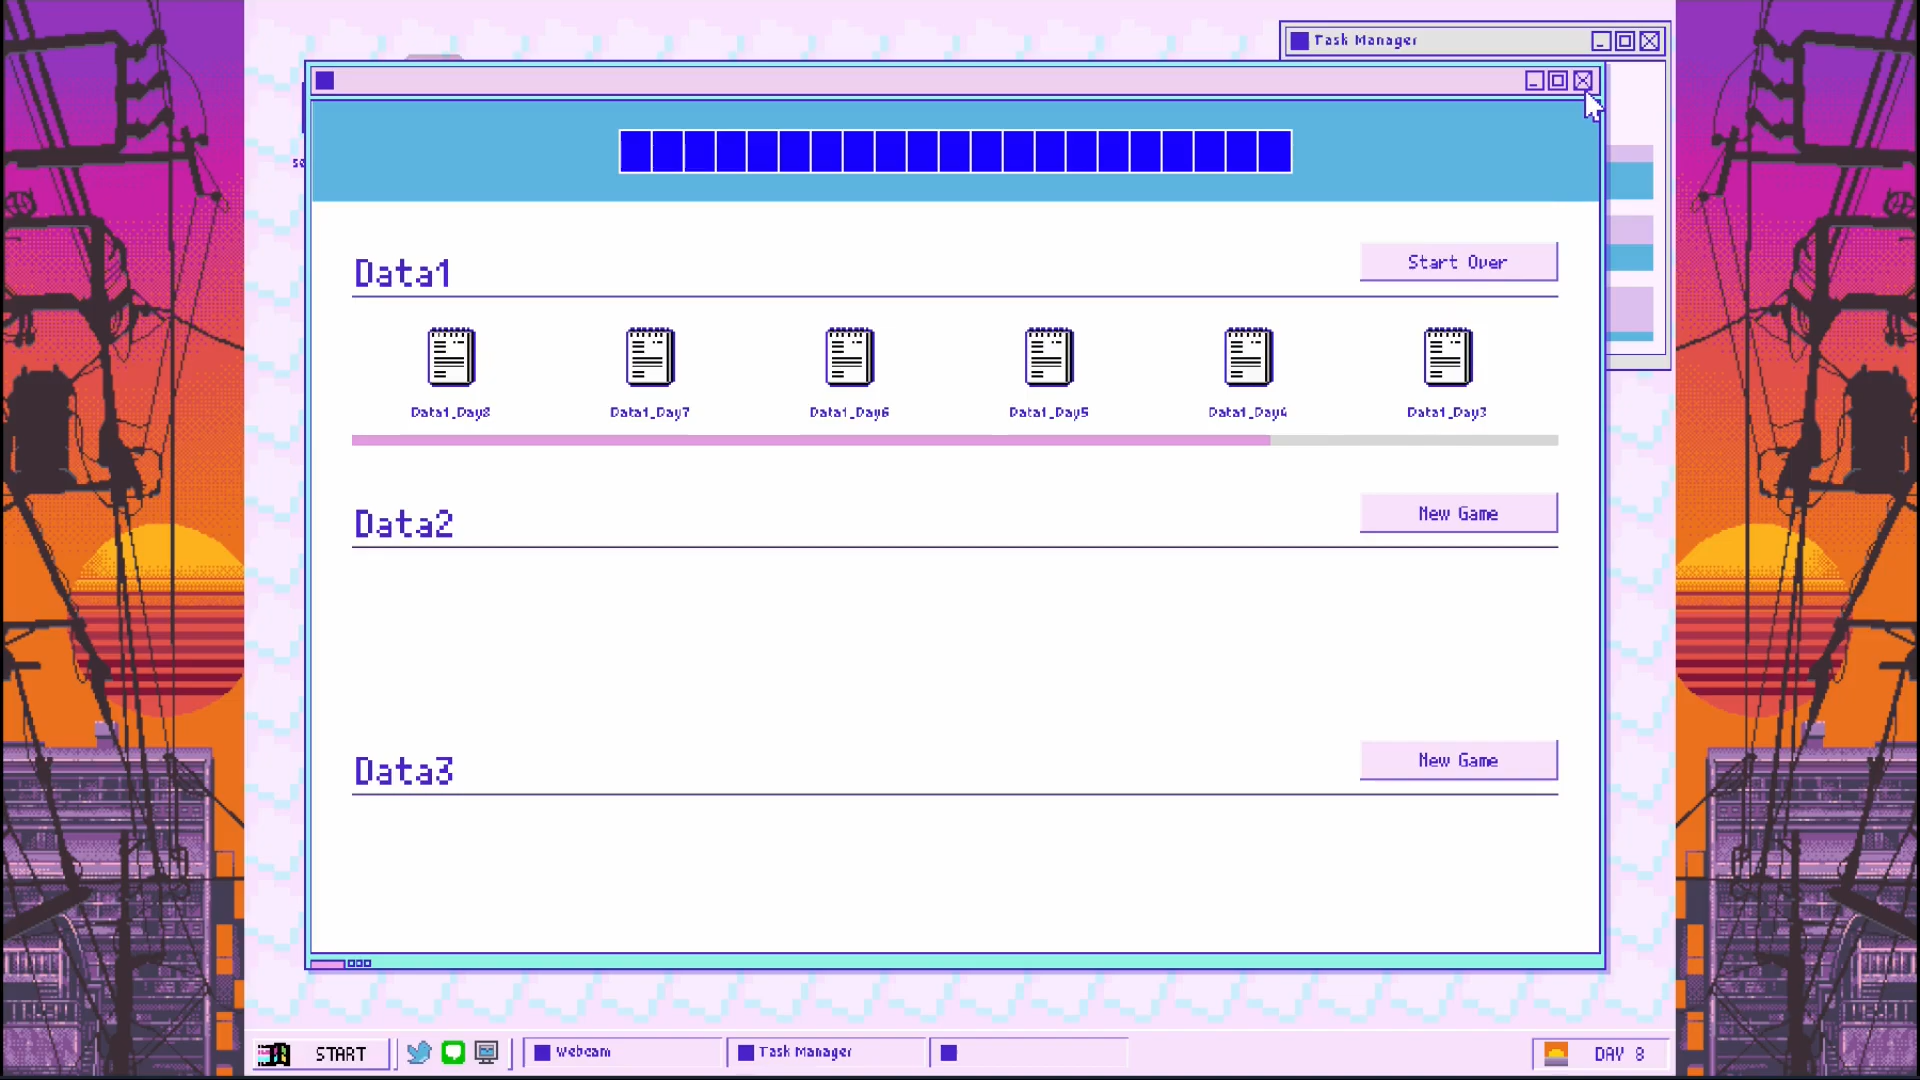 Task Manager
Data1
Start Over
Data1_Day8
Data1_Day7
Data1_Day6
Data1_Day5
Data1_Day4
Data1_Day3
Data2
New Game
Data3
New Game
START
Webcam
Task Manager
DAY 8